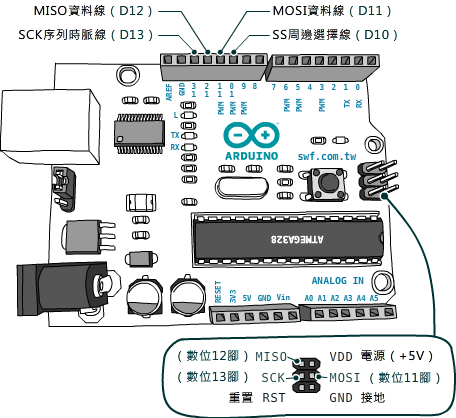 MISO資料線（D12）
MOSI資料線（D11）
SCK序列時脈線（D13）
SS周邊選擇線（D10）
AREF
GND
13
12
11
10
9
8
7
6
5
4
3
2
1
0
PWM
PWM
PWM
PWM
PWM
PWM
TX
RX
L
TX
RX
ARDUINO
swf.com.tw
ATMEGA328
ANALOG IN
RESET
3V3
5V
GND
Vin
A0 A1 A2 A3 A4 A5
（數位12腳）MISO VDD 電源（+5V）
（數位13腳）SCK MOSI（數位11腳）
重置 RST GND 接地